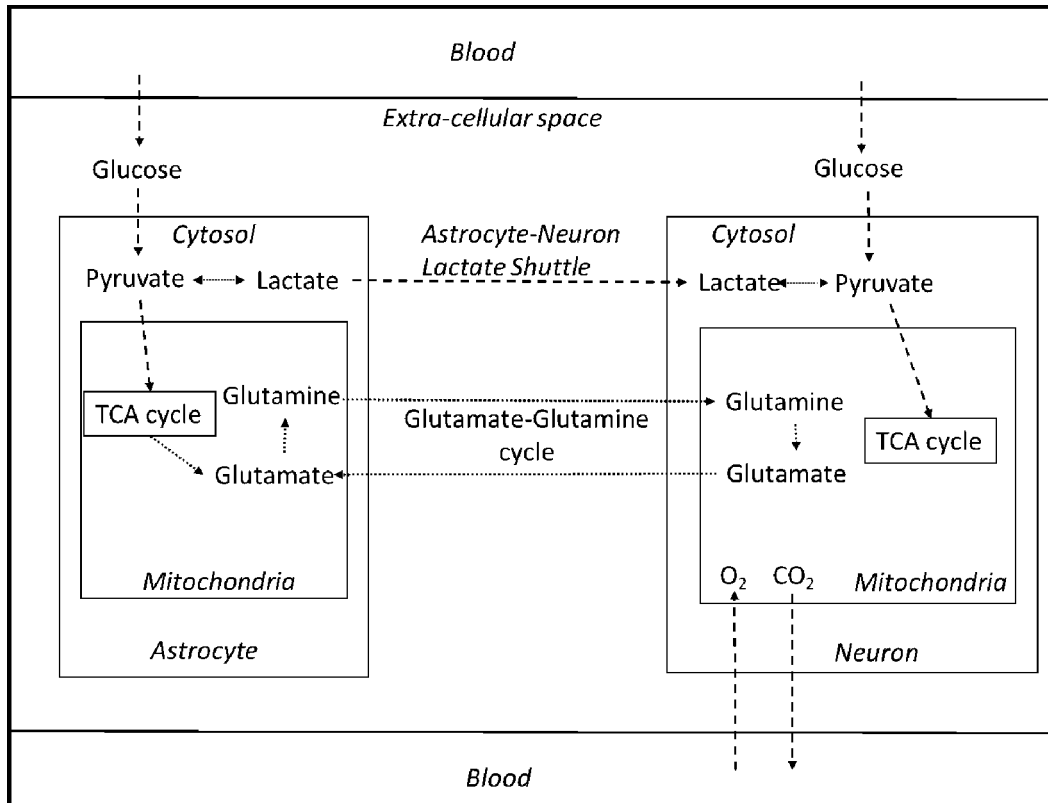 Blood
Extra-cellular space
Glucose
Glucose
Cytosol
Astrocyte-Neuron
Lactate Shuttle
Cytosol
Pyruvate
Lactate
Lactate
Pyruvate
TCA cycle
Glutamine
Glutamate-Glutamine
cycle
Glutamine
TCA cycle
Glutamate
Glutamate
Mitochondria
O₂
CO₂
Mitochondria
Astrocyte
Neuron
Blood